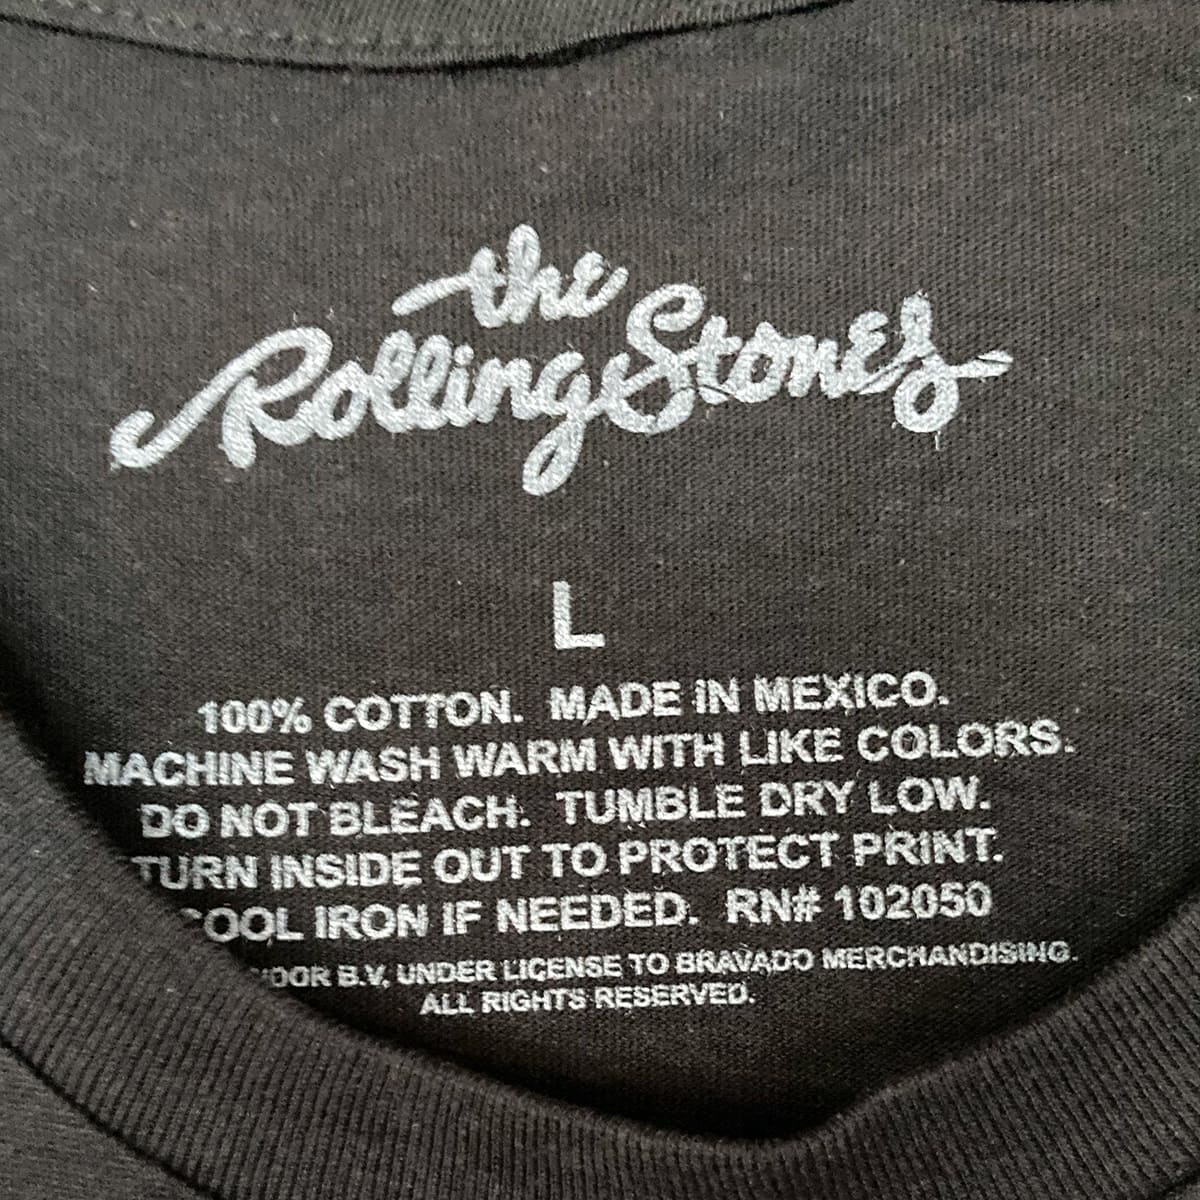 the
Rolling Stones
L
100% COTTON. MADE IN MEXICO.
MACHINE WASH WARM WITH LIKE COLORS.
DO NOT BLEACH. TUMBLE DRY LOW.
TURN INSIDE OUT TO PROTECT PRINT.
COOL IRON IF NEEDED. RN# 102050
B.V, UNDER LICENSE TO BRAVADO MERCHANDISING.
ALL RIGHTS RESERVED.